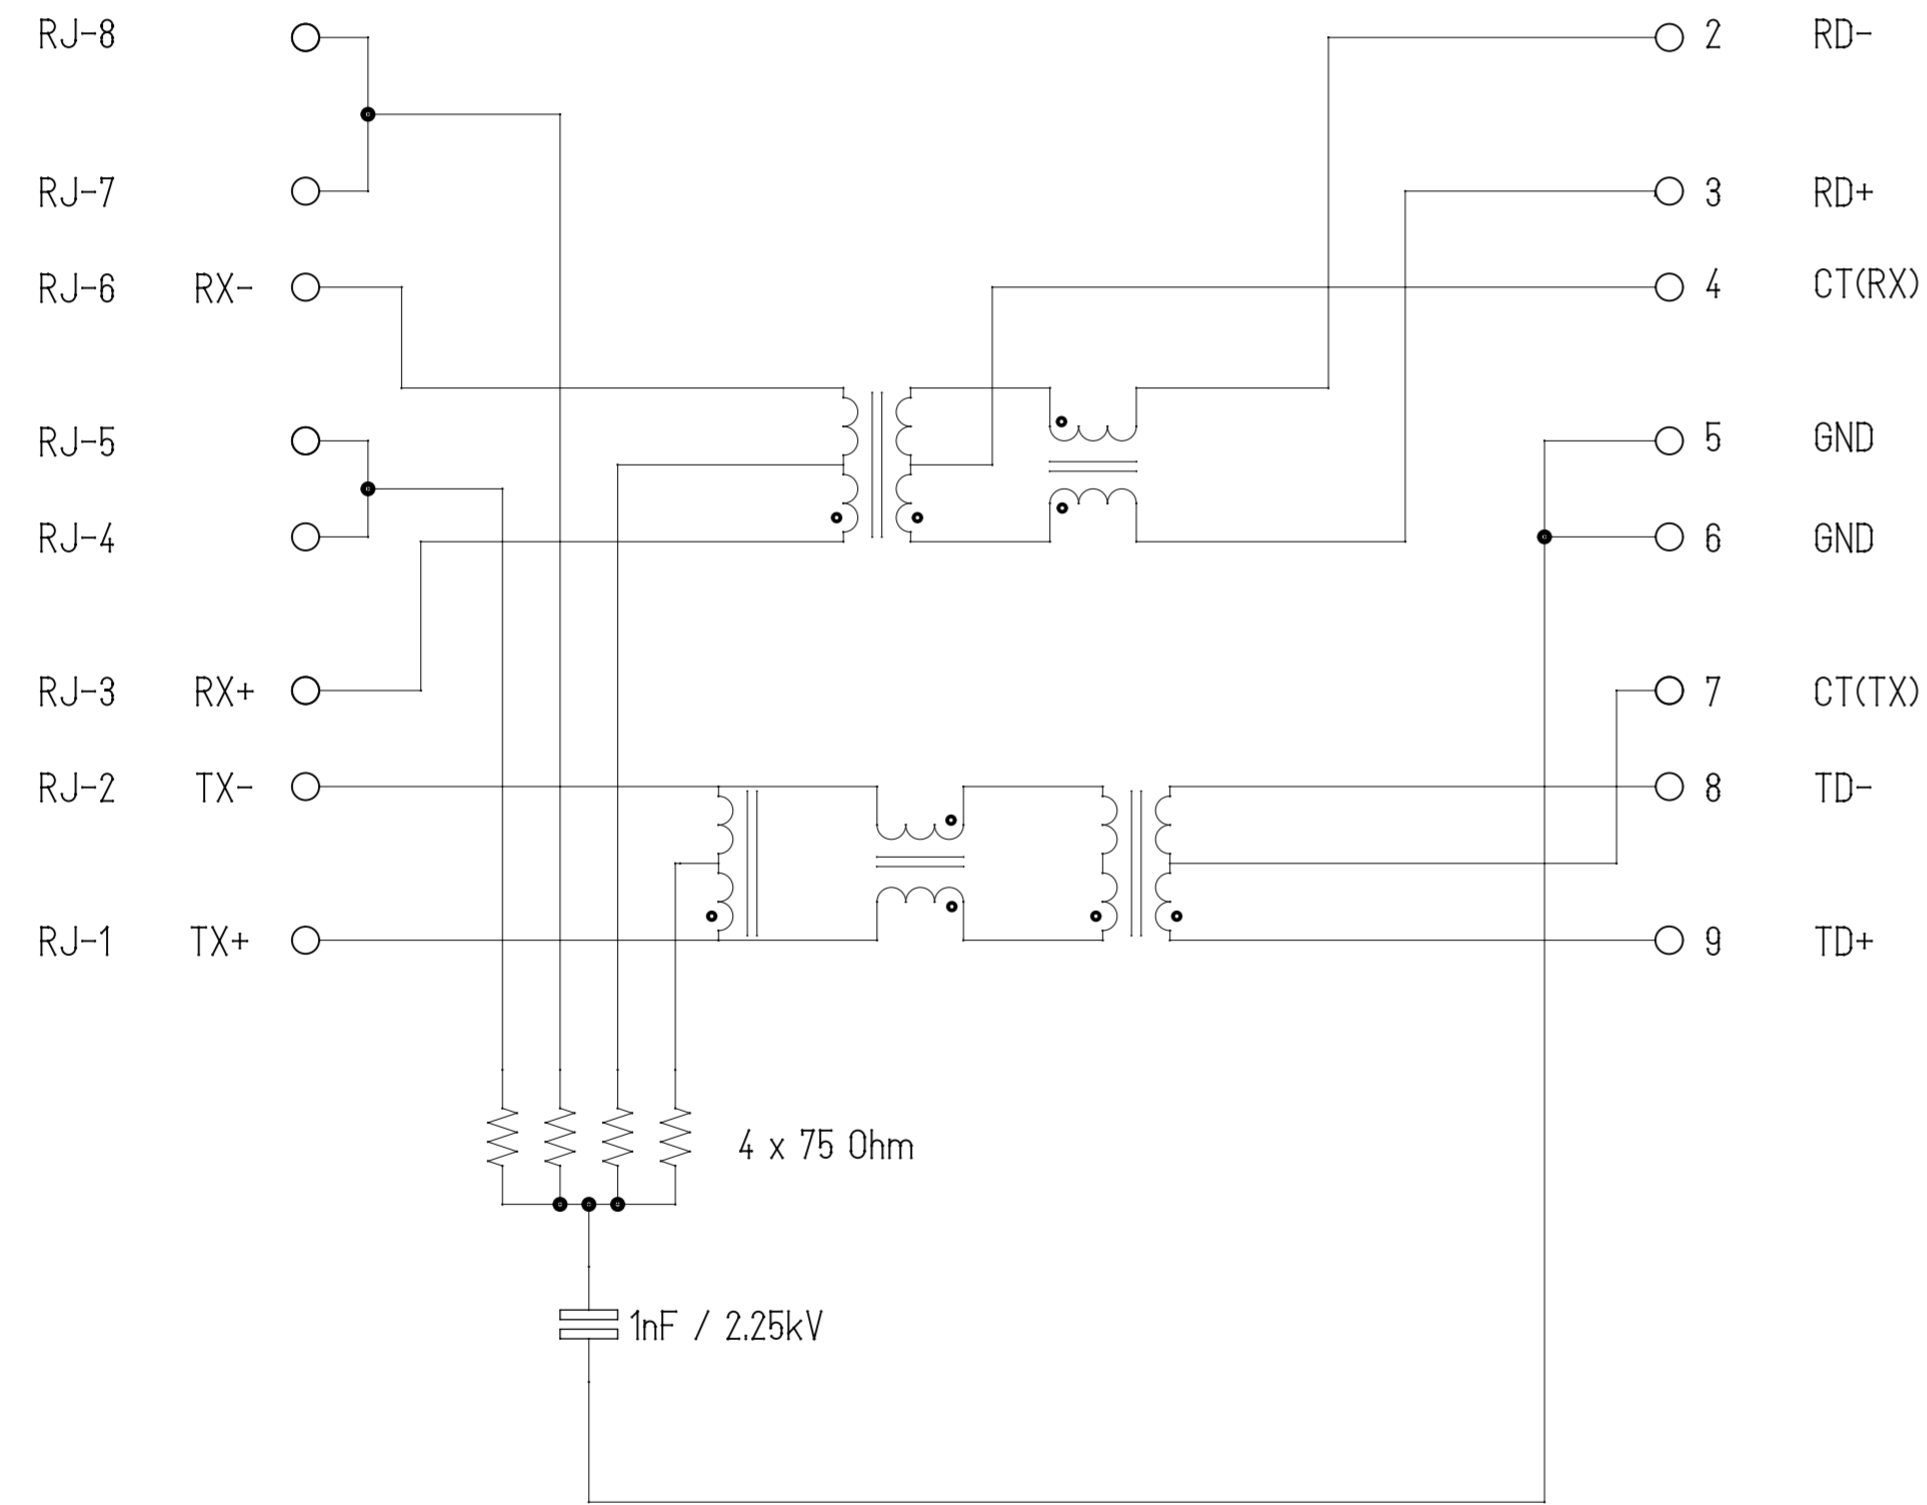 RJ-8 2 RD-
RJ-7 3 RD+
RJ-6 RX- 4 CT(RX)
RJ-5 5 GND
RJ-4 6 GND
RJ-3 RX+ 7 CT(TX)
RJ-2 TX- 8 TD-
RJ-1 TX+ 9 TD+
4 x 75 Ohm
1nF / 2.25kV